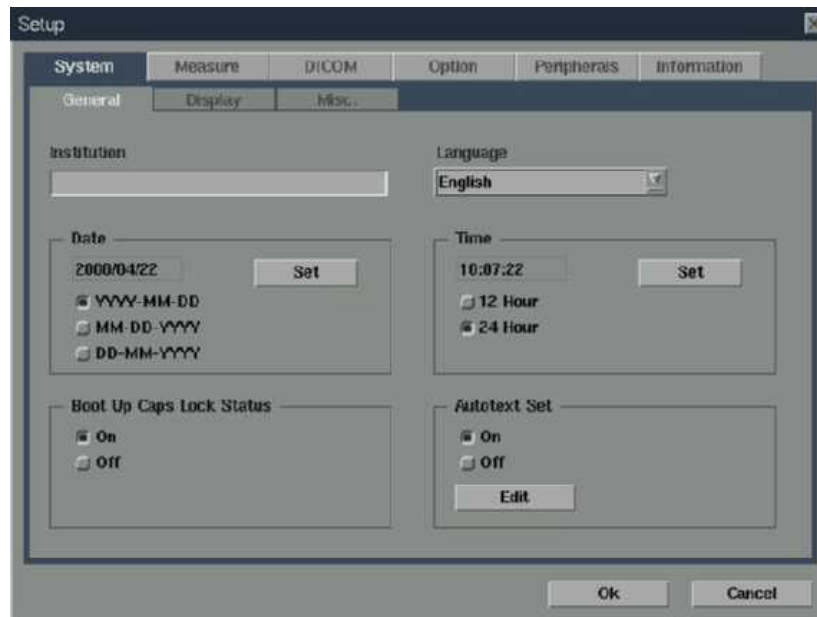 Setup
System Measure DICOM Option Peripherals Information
General Display Misc.
Institution
Language
English
Date
2000/04/22
Set
YYYY-MM-DD
MM-DD-YYYY
DD-MM-YYYY
Time
10:07:22
Set
12 Hour
24 Hour
Boot Up Caps Lock Status
On
Off
Autotext Set
On
Off
Edit
Ok Cancel